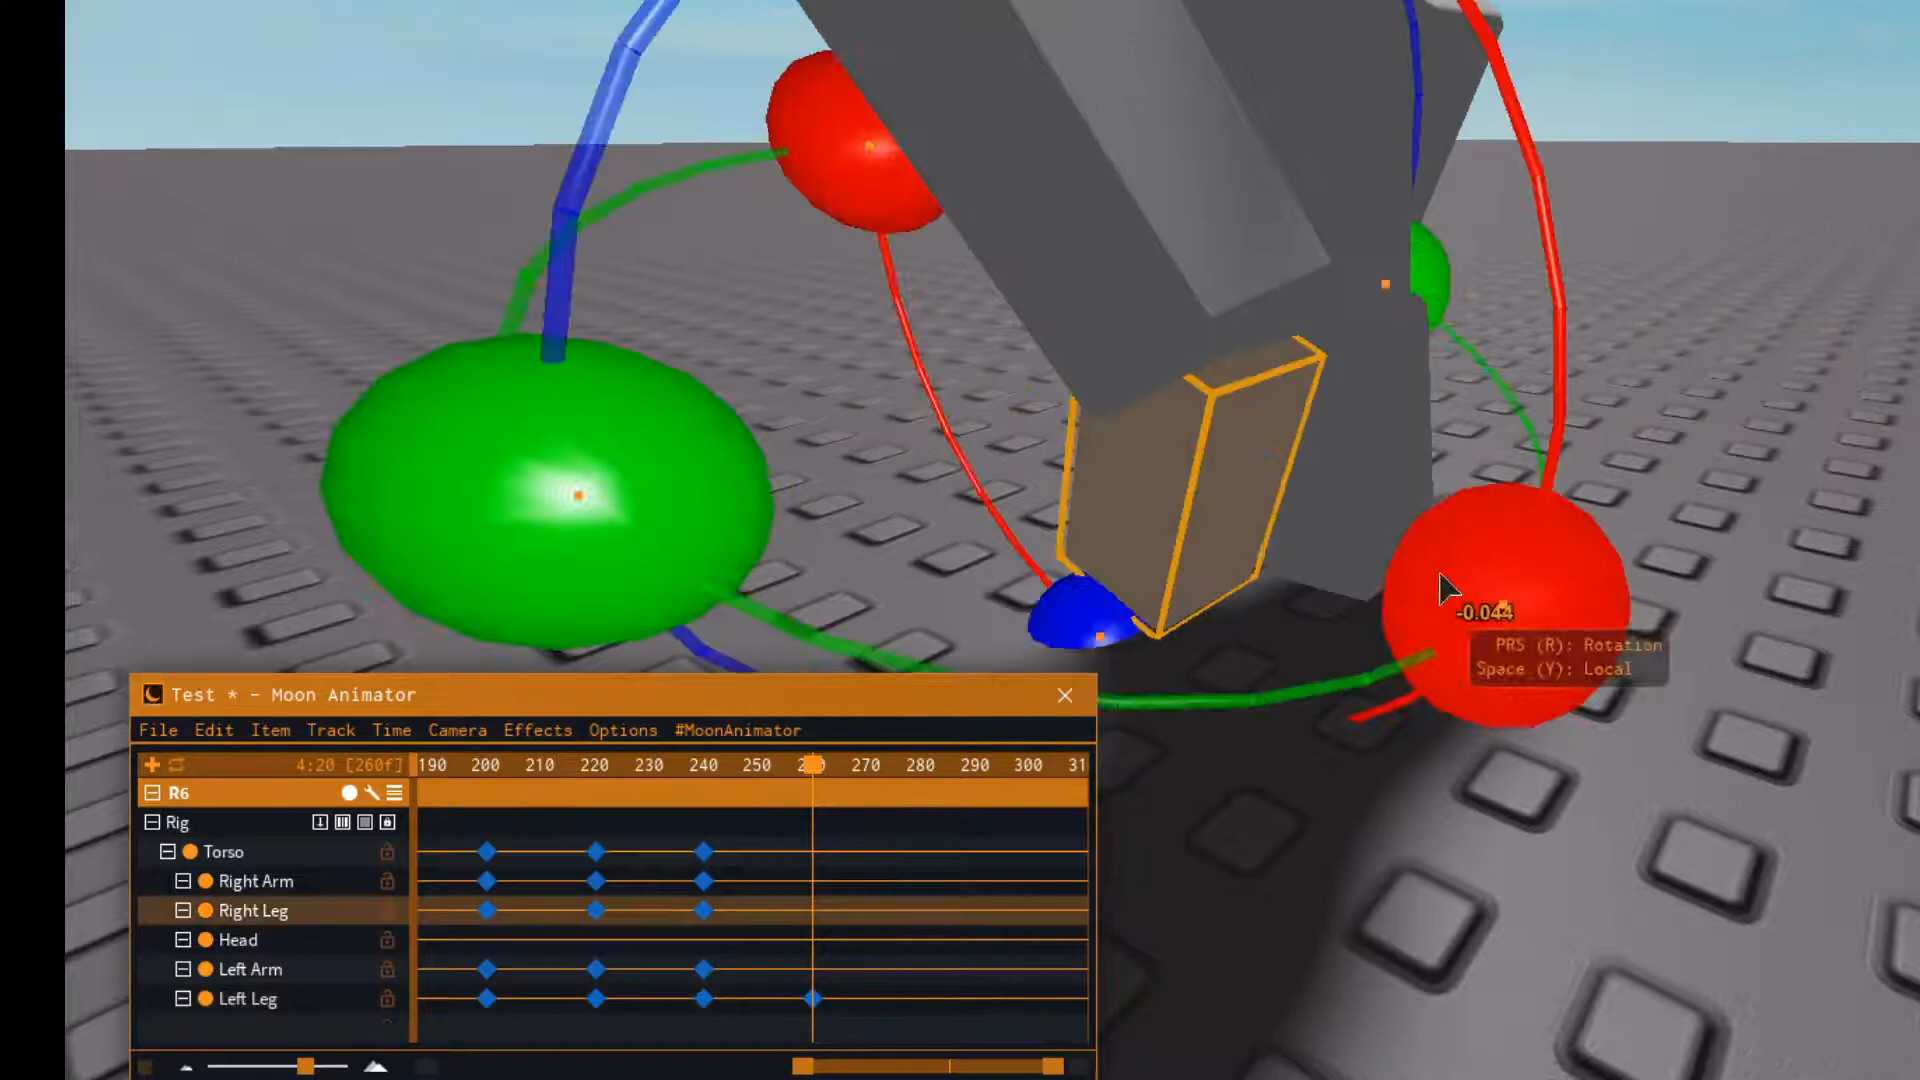 -0.044
PRS (R): Rotation
Space (Y): Local
Test * - Moon Animator
File Edit Item Track Time Camera Effects Options #MoonAnimator
4:20 [260f] 190 200 210 220 230 240 250 270 280 290 300 31
R6
Rig
Torso
Right Arm
Right Leg
Head
Left Arm
Left Leg